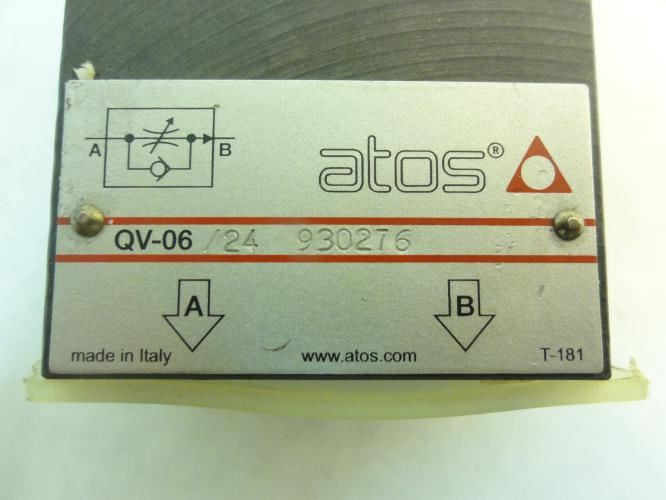 A B
atos®
QV-06 /24 930276
A B
made in Italy www.atos.com T-181